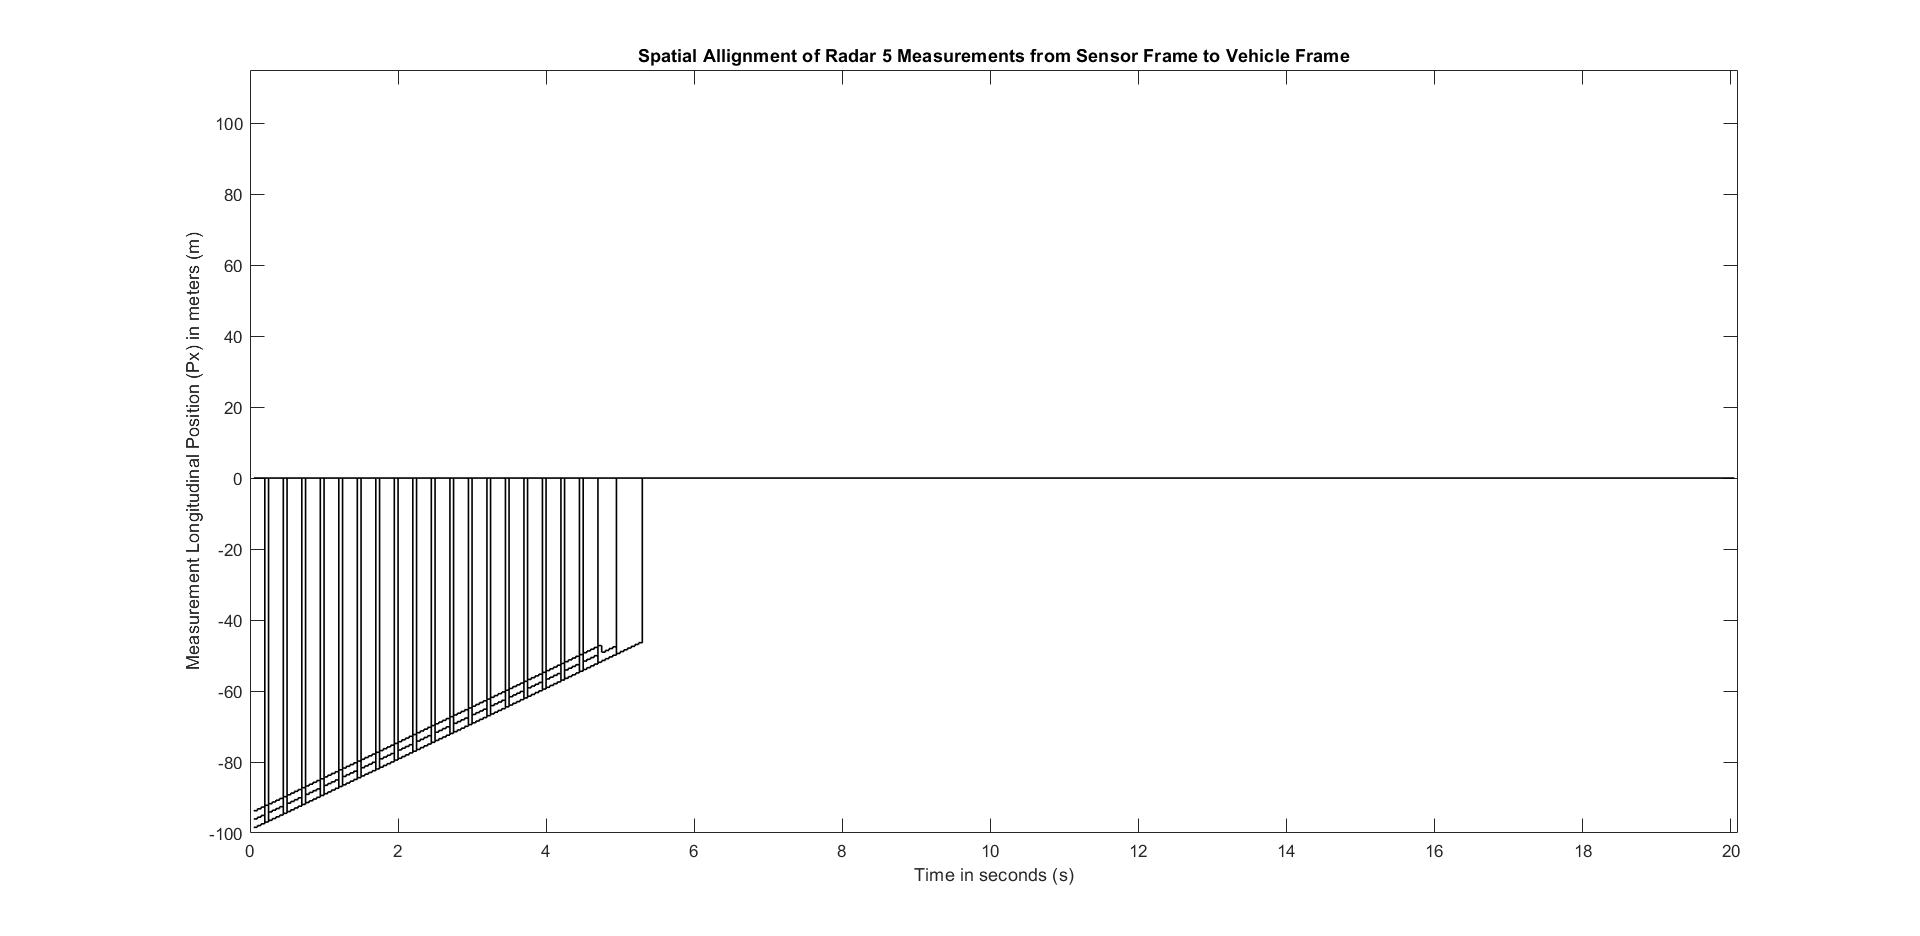 Spatial Allignment of Radar 5 Measurements from Sensor Frame to Vehicle Frame
Measurement Longitudinal Position (Px) in meters (m)
100
80
60
40
20
0
-20
-40
-60
-80
-100
0 2 4 6 8 10 12 14 16 18 20
Time in seconds (s)